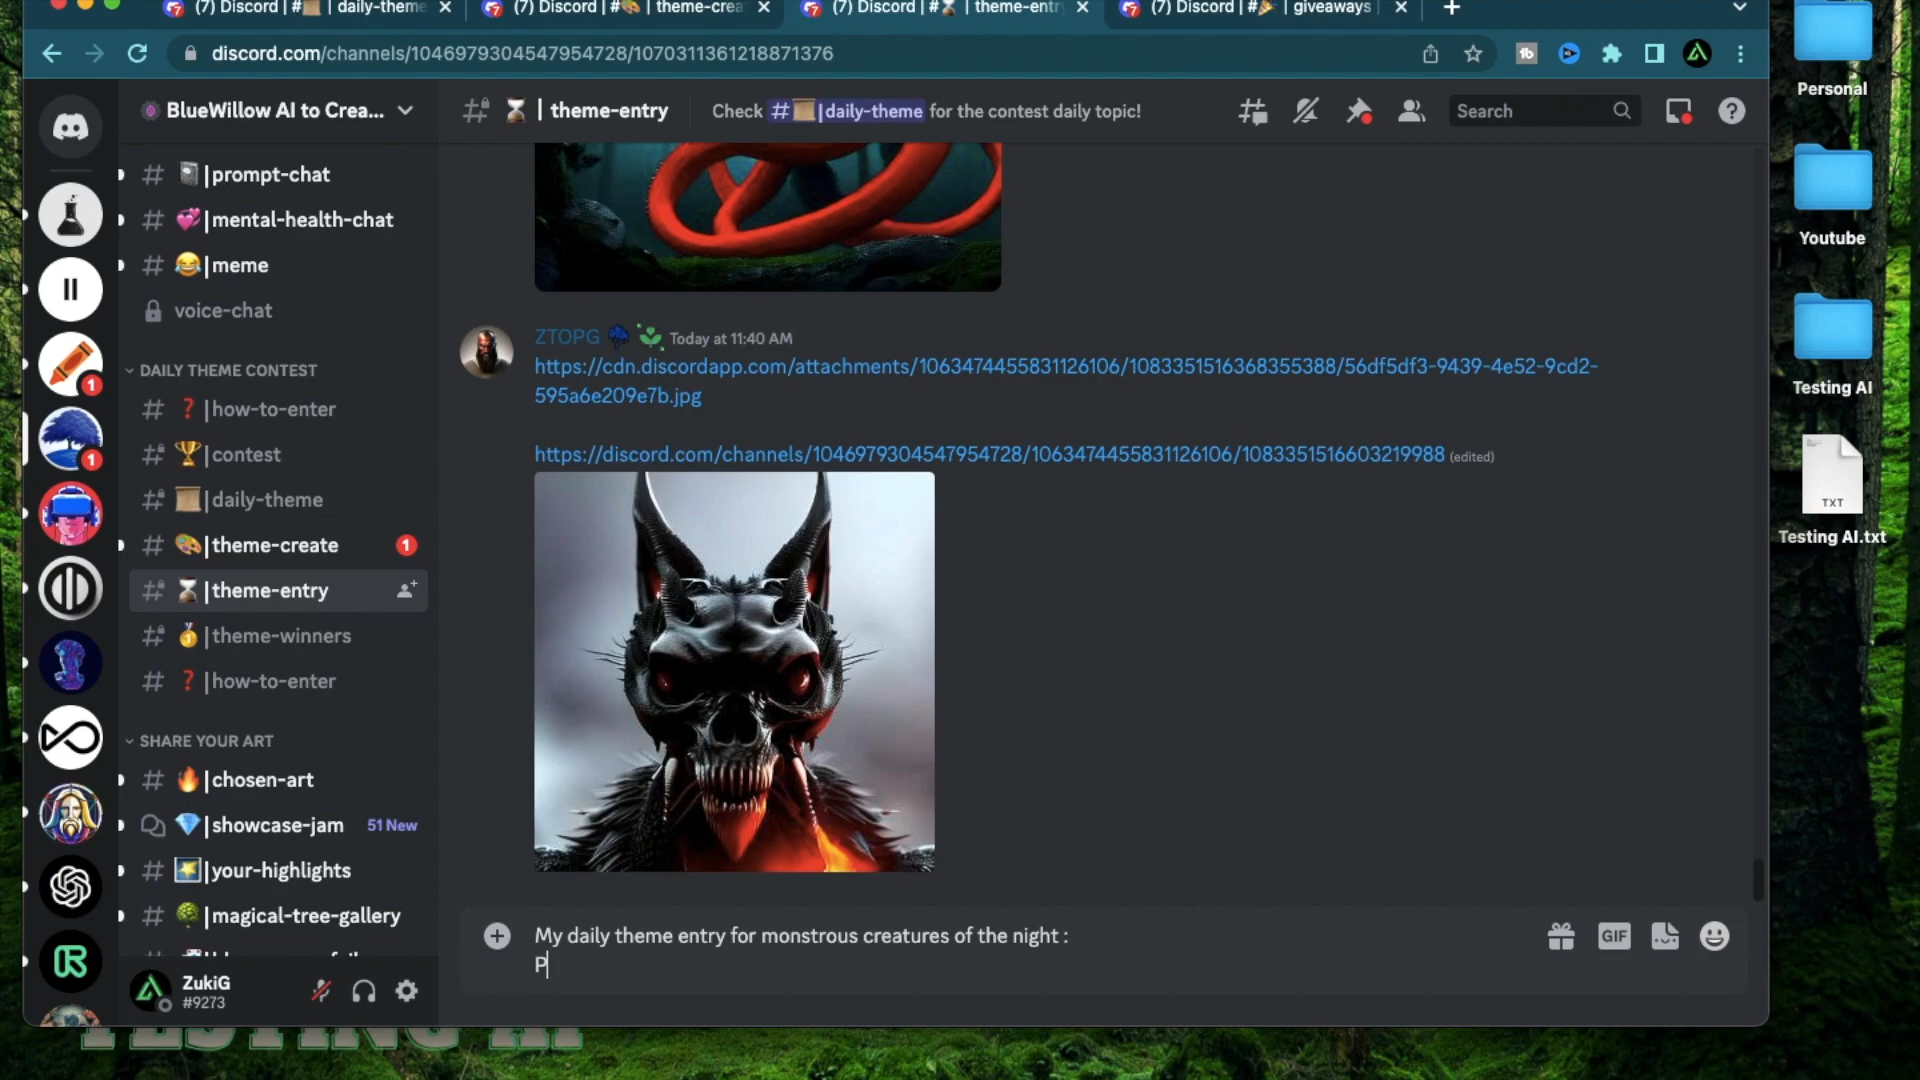 (7) Discord | # | daily-theme
(7) Discord | # | theme-crea
(7) Discord | # | theme-entr
(7) Discord | # | giveaways
discord.com/channels/1046979304547954728/1070311361218871376
BlueWillow AI to Crea...
| theme-entry
Check # |daily-theme for the contest daily topic!
Search
|prompt-chat
|mental-health-chat
|meme
voice-chat
DAILY THEME CONTEST
|how-to-enter
|contest
|daily-theme
|theme-create 1
|theme-entry
|theme-winners
|how-to-enter
SHARE YOUR ART
|chosen-art
|showcase-jam 51 New
|your-highlights
|magical-tree-gallery
ZukiG
#9273
1
1
ZTOPG Today at 11:40 AM
https://cdn.discordapp.com/attachments/1063474455831126106/1083351516368355388/56df5df3-9439-4e52-9cd2-
595a6e209e7b.jpg
https://discord.com/channels/1046979304547954728/1063474455831126106/1083351516603219988 (edited)
My daily theme entry for monstrous creatures of the night :
P
GIF
Personal
Youtube
Testing AI
TXT
Testing AI.txt
TESTING AI